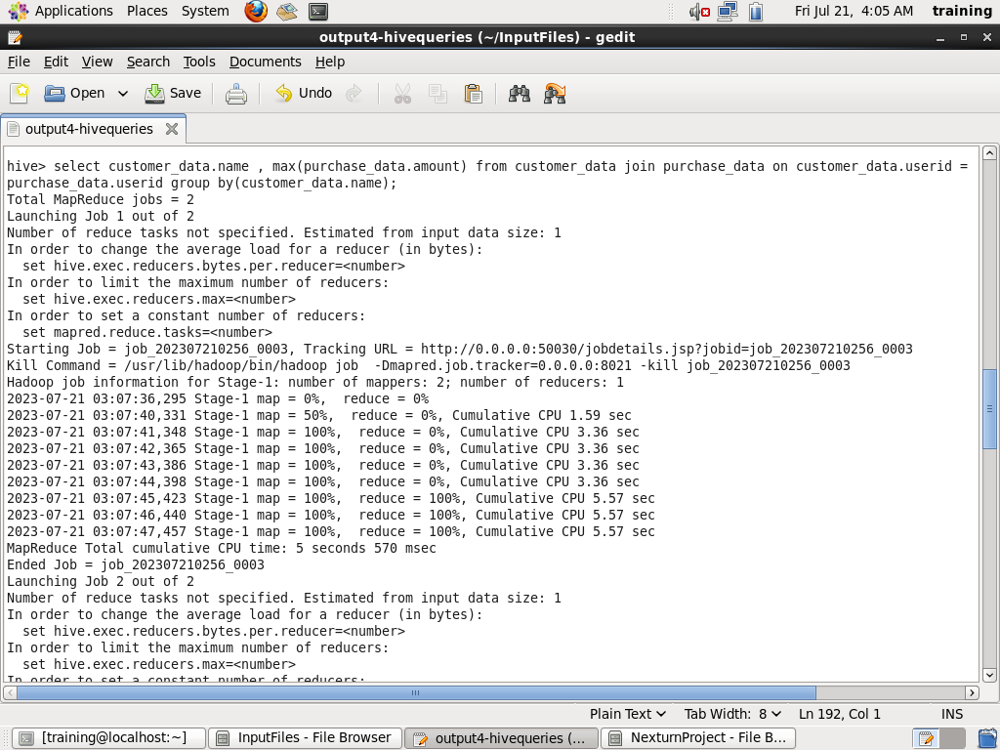 Applications Places System Fri Jul 21, 4:05 AM training
output4-hivequeries (~/InputFiles) - gedit
File Edit View Search Tools Documents Help
Open Save Undo
output4-hivequeries
hive> select customer_data.name , max(purchase_data.amount) from customer_data join purchase_data on customer_data.userid =
purchase_data.userid group by(customer_data.name);
Total MapReduce jobs = 2
Launching Job 1 out of 2
Number of reduce tasks not specified. Estimated from input data size: 1
In order to change the average load for a reducer (in bytes):
  set hive.exec.reducers.bytes.per.reducer=<number>
In order to limit the maximum number of reducers:
  set hive.exec.reducers.max=<number>
In order to set a constant number of reducers:
  set mapred.reduce.tasks=<number>
Starting Job = job_202307210256_0003, Tracking URL = http://0.0.0.0:50030/jobdetails.jsp?jobid=job_202307210256_0003
Kill Command = /usr/lib/hadoop/bin/hadoop job  -Dmapred.job.tracker=0.0.0.0:8021 -kill job_202307210256_0003
Hadoop job information for Stage-1: number of mappers: 2; number of reducers: 1
2023-07-21 03:07:36,295 Stage-1 map = 0%,  reduce = 0%
2023-07-21 03:07:40,331 Stage-1 map = 50%,  reduce = 0%, Cumulative CPU 1.59 sec
2023-07-21 03:07:41,348 Stage-1 map = 100%,  reduce = 0%, Cumulative CPU 3.36 sec
2023-07-21 03:07:42,365 Stage-1 map = 100%,  reduce = 0%, Cumulative CPU 3.36 sec
2023-07-21 03:07:43,386 Stage-1 map = 100%,  reduce = 0%, Cumulative CPU 3.36 sec
2023-07-21 03:07:44,398 Stage-1 map = 100%,  reduce = 0%, Cumulative CPU 3.36 sec
2023-07-21 03:07:45,423 Stage-1 map = 100%,  reduce = 100%, Cumulative CPU 5.57 sec
2023-07-21 03:07:46,440 Stage-1 map = 100%,  reduce = 100%, Cumulative CPU 5.57 sec
2023-07-21 03:07:47,457 Stage-1 map = 100%,  reduce = 100%, Cumulative CPU 5.57 sec
MapReduce Total cumulative CPU time: 5 seconds 570 msec
Ended Job = job_202307210256_0003
Launching Job 2 out of 2
Number of reduce tasks not specified. Estimated from input data size: 1
In order to change the average load for a reducer (in bytes):
  set hive.exec.reducers.bytes.per.reducer=<number>
In order to limit the maximum number of reducers:
  set hive.exec.reducers.max=<number>
In order to set a constant number of reducers:
Plain Text Tab Width: 8 Ln 192, Col 1 INS
[training@localhost:~] InputFiles - File Browser output4-hivequeries (... NexturnProject - File B...